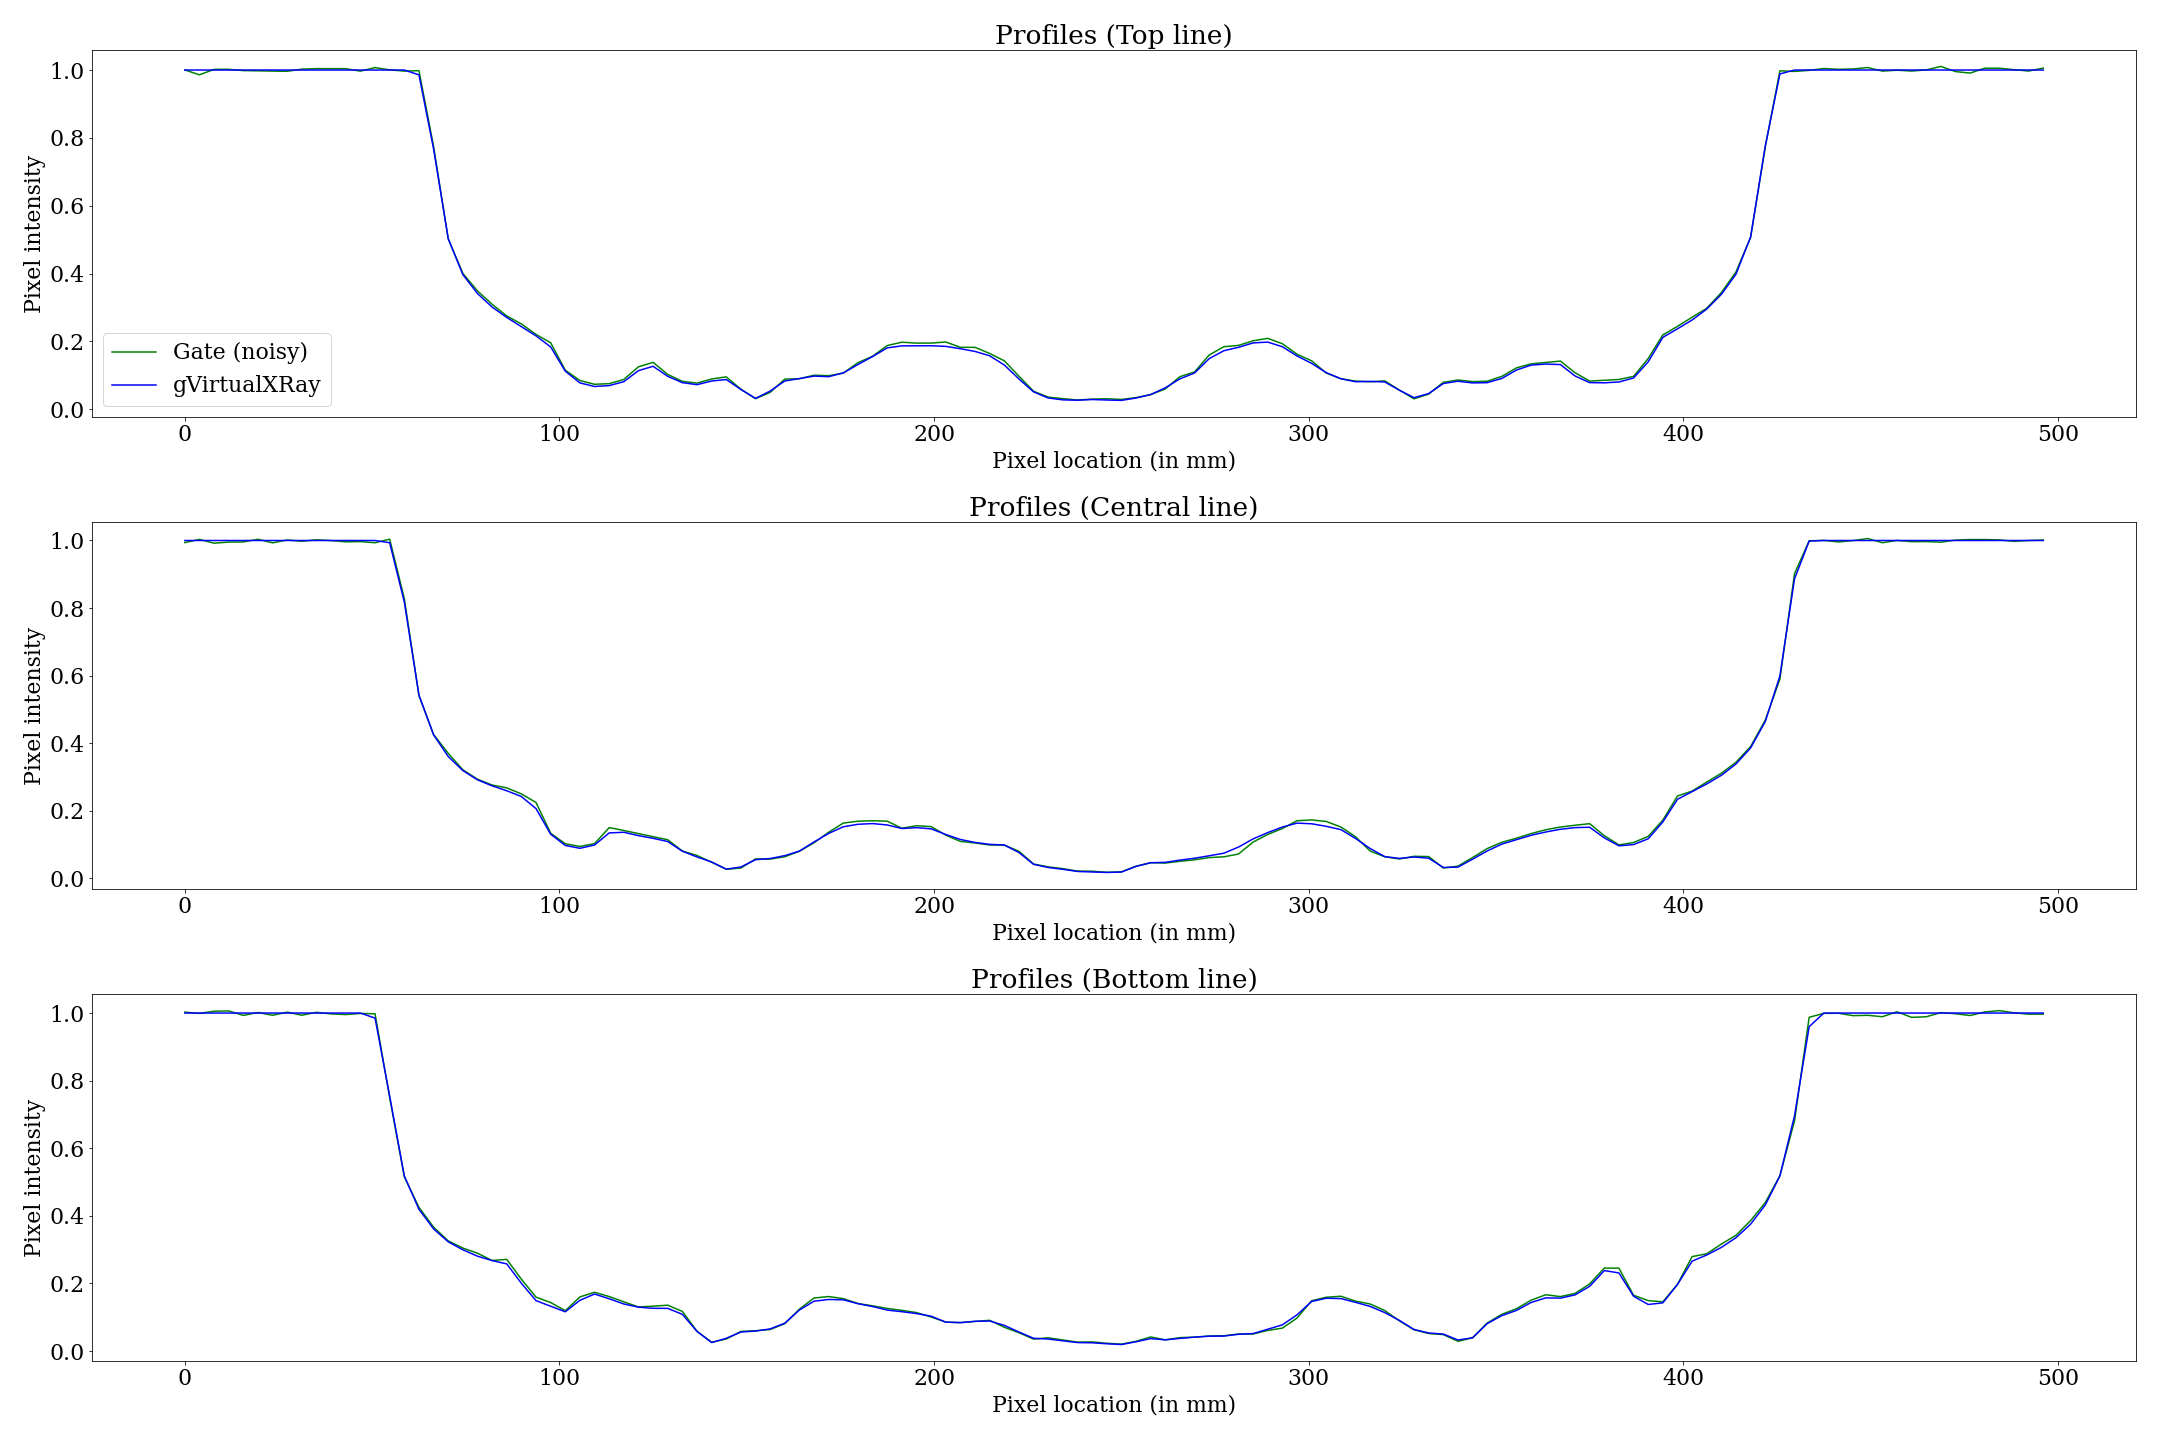 Profiles (Top line)
Pixel intensity
1.0
0.8
0.6
0.4
0.2
0.0
Gate (noisy)
gVirtualXRay
0 100 200 300 400 500
Pixel location (in mm)
Profiles (Central line)
Pixel intensity
1.0
0.8
0.6
0.4
0.2
0.0
0 100 200 300 400 500
Pixel location (in mm)
Profiles (Bottom line)
Pixel intensity
1.0
0.8
0.6
0.4
0.2
0.0
0 100 200 300 400 500
Pixel location (in mm)